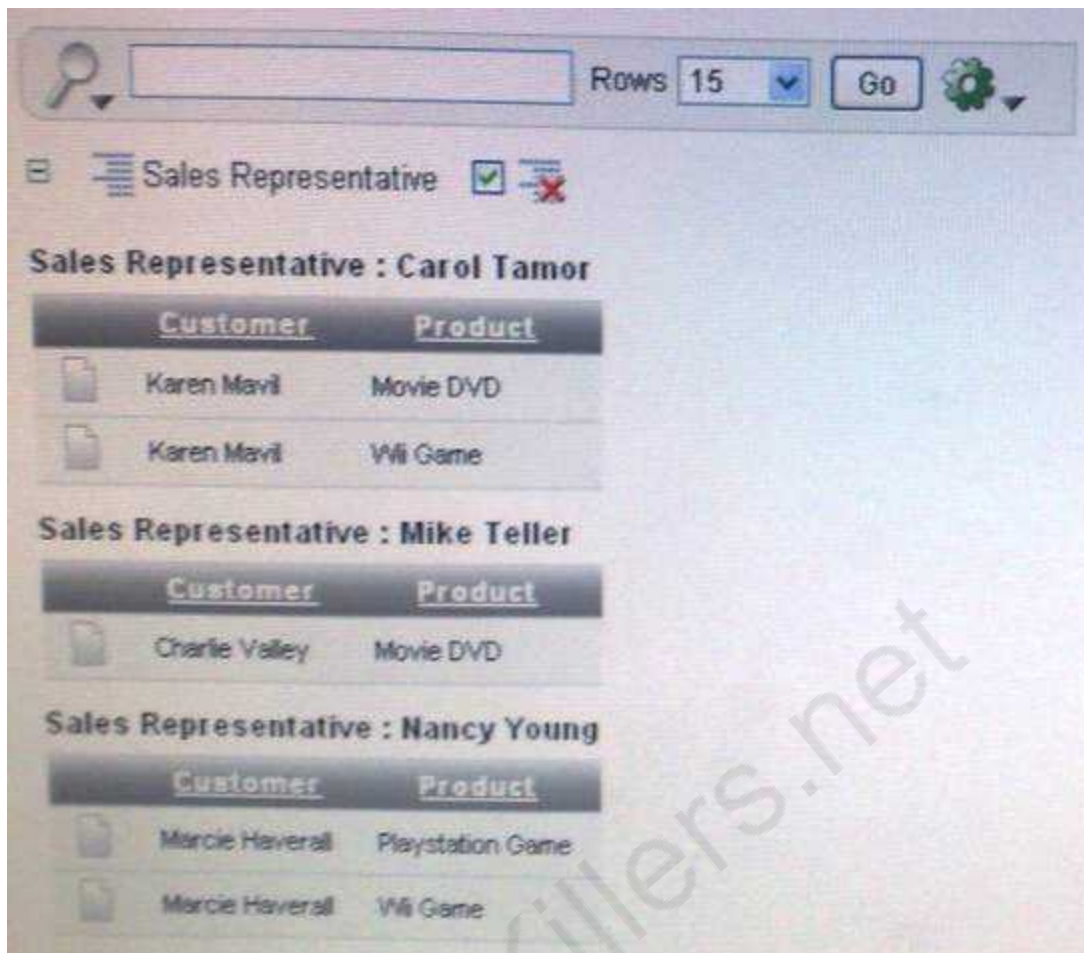 Rows 15 Go
Sales Representative
Sales Representative : Carol Tamor
Customer Product
Karen Mavil Movie DVD
Karen Mavil Wii Game
Sales Representative : Mike Teller
Customer Product
Charlie Valley Movie DVD
Sales Representative : Nancy Young
Customer Product
Marcie Haverall Playstation Game
Marcie Haverall Wii Game